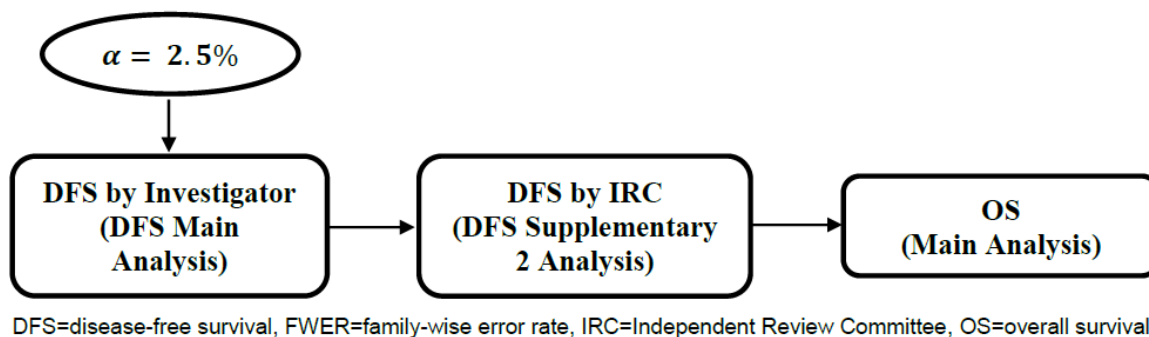 α = 2.5%
DFS by Investigator
(DFS Main
Analysis)
DFS by IRC
(DFS Supplementary
2 Analysis)
OS
(Main Analysis)
DFS=disease-free survival, FWER=family-wise error rate, IRC=Independent Review Committee, OS=overall survival